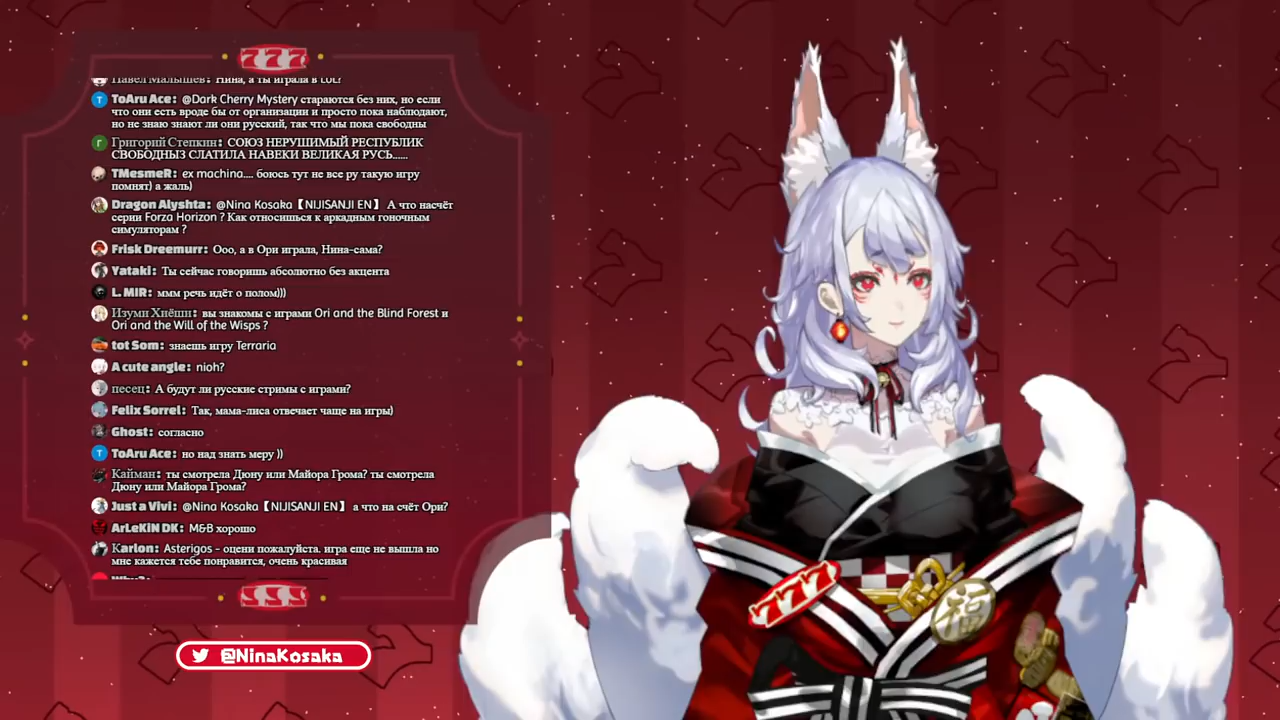 777
Павел Малышев: Нина, а ты играла в LoL?
ToAru Ace: @Dark Cherry Mystery стараются без них, но если
что они есть вроде бы от организации и просто пока наблюдают,
но не знаю знают ли они русский, так что мы пока свободны
Григорий Степкин: СОЮЗ НЕРУШИМЫЙ РЕСПУБЛИК
СВОБОДНЫЗ СЛАТИЛА НАВЕКИ ВЕЛИКАЯ РУСЬ......
TMesmeR: ex machina.... боюсь тут не все ру такую игру
помнят) а жаль)
Dragon Alyshta: @Nina Kosaka【NIJISANJI EN】 А что насчёт
серии Forza Horizon ? Как относишься к аркадным гоночным
симуляторам ?
Frisk Dreemurr: Ооо, а в Ори играла, Нина-сама?
Yataki: Ты сейчас говоришь абсолютно без акцента
L. MIR: ммм речь идёт о полом)))
Изуми Хиёши: вы знакомы с играми Ori and the Blind Forest и
Ori and the Will of the Wisps ?
tot Som: знаешь игру Terraria
A cute angle: nioh?
песец: А будут ли русские стримы с играми?
Felix Sorrel: Так, мама-лиса отвечает чаще на игры)
Ghost: согласно
ToAru Ace: но над знать меру ))
Кайман: ты смотрела Дюну или Майора Грома? ты смотрела
Дюну или Майора Грома?
Just a Vivi: @Nina Kosaka【NIJISANJI EN】 а что на счёт Ори?
ArLeKiN DK: M&B хорошо
Karlon: Asterigos - оцени пожалуйста. игра еще не вышла но
мне кажется тебе понравится, очень красивая
@NinaKosaka
777
福